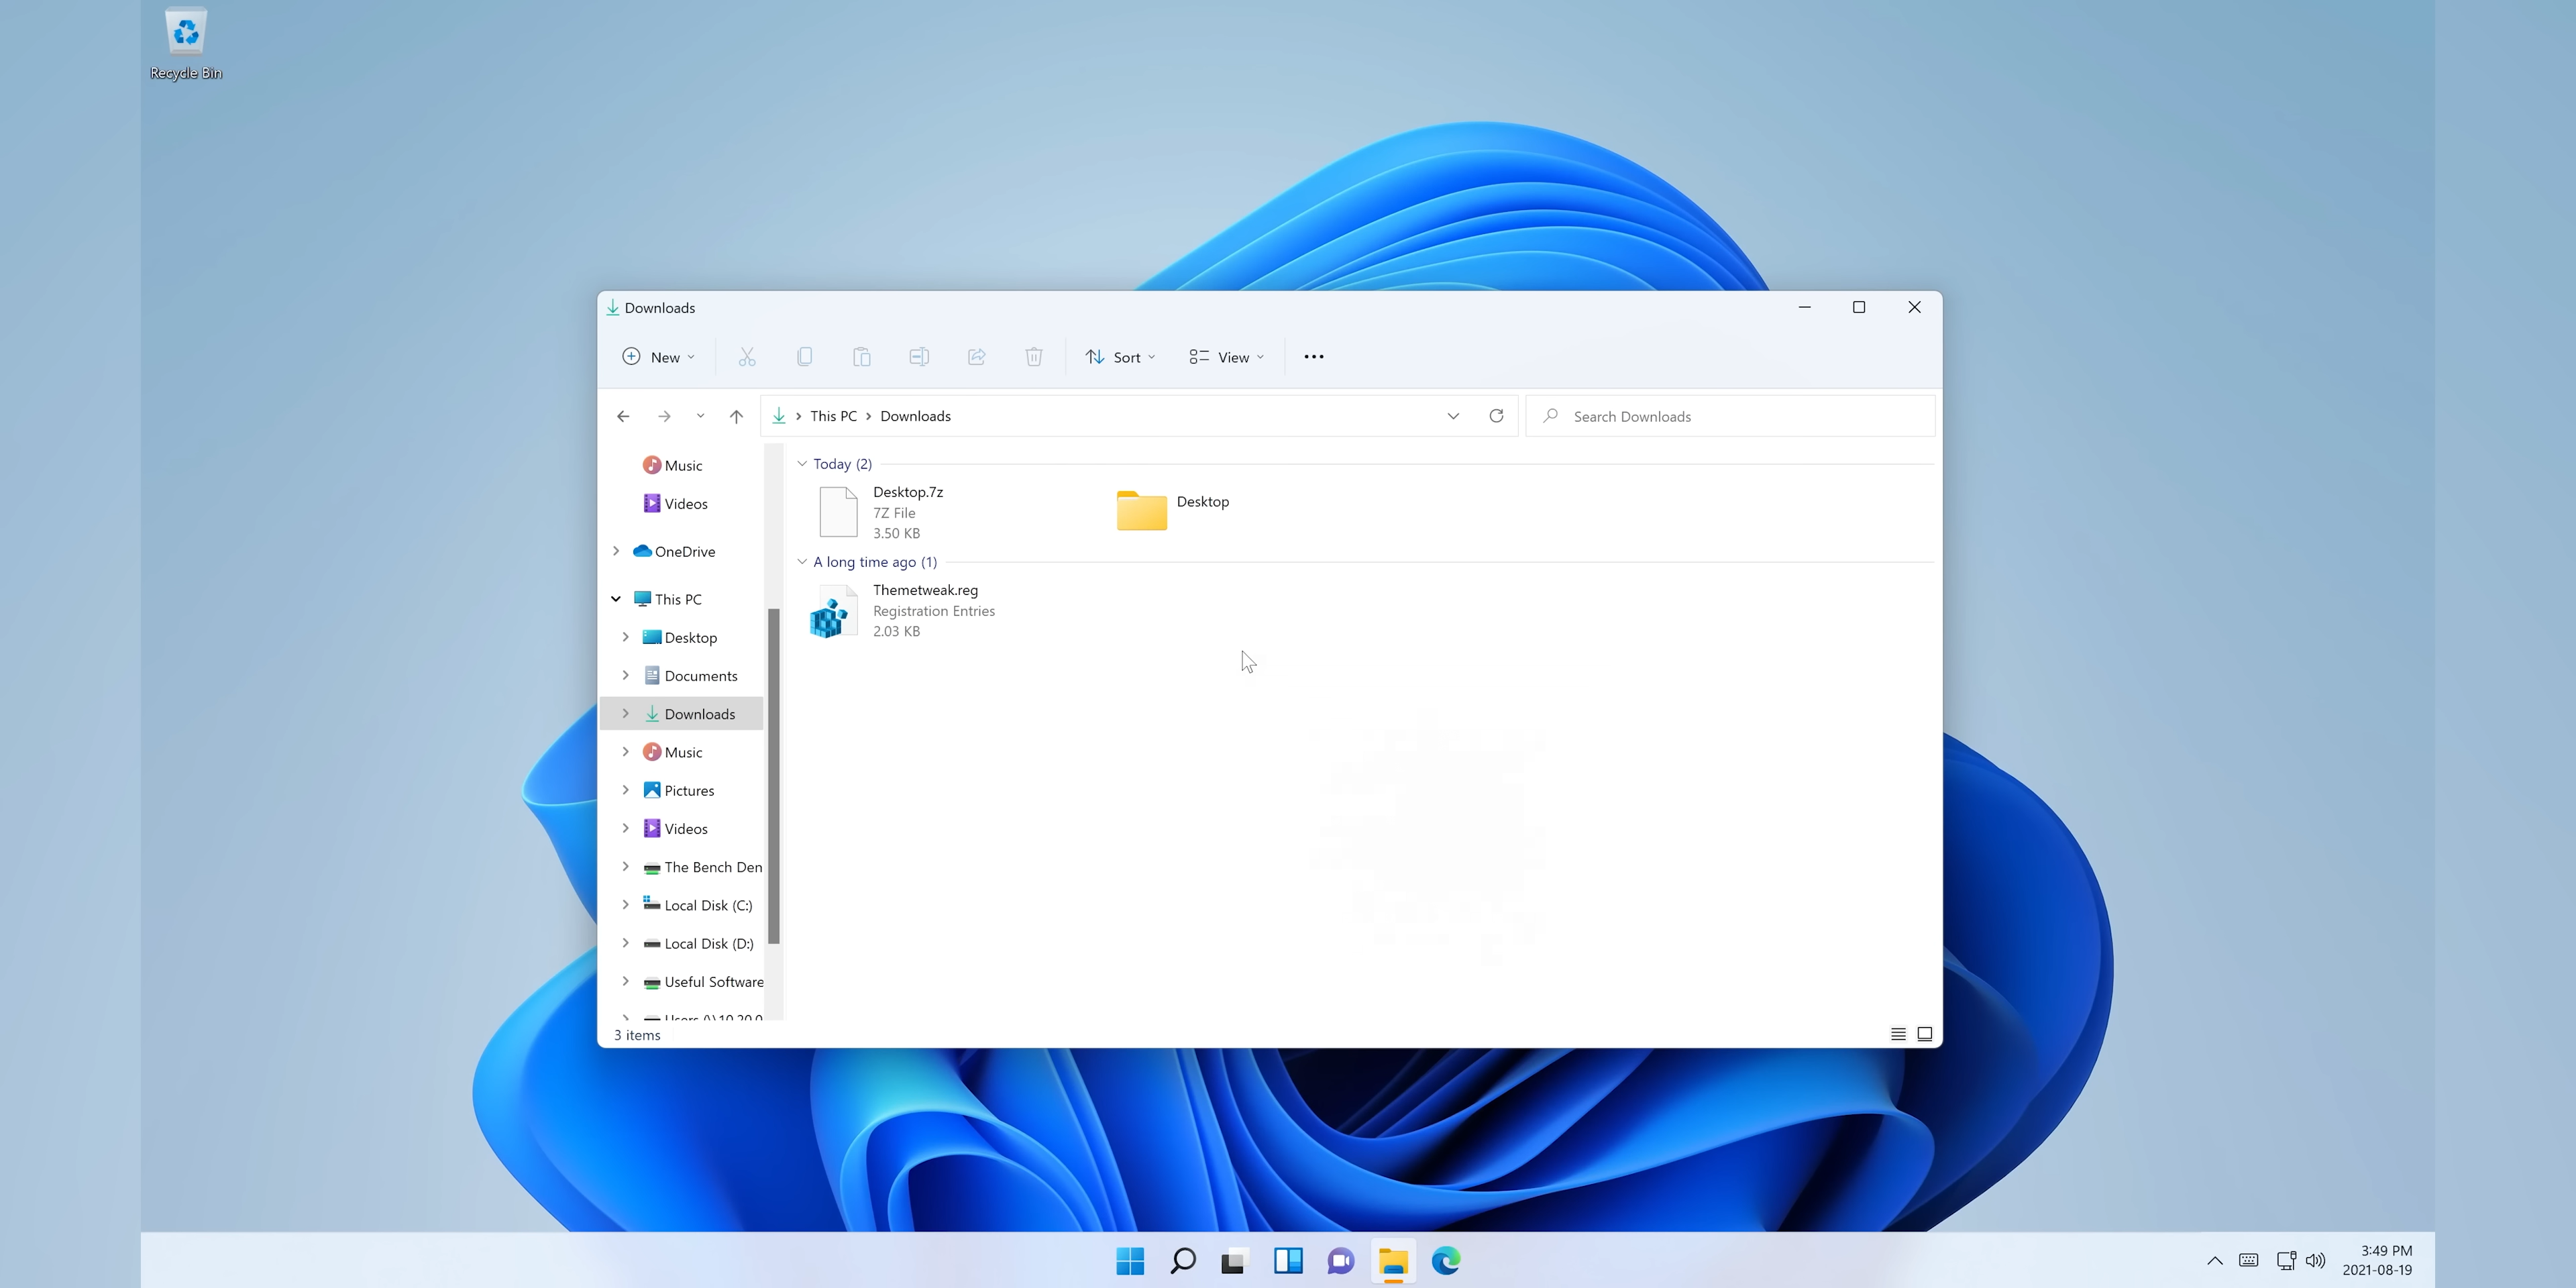 Recycle Bin
Downloads
New
Sort
View
This PC
Downloads
Search Downloads
Music
Videos
OneDrive
This PC
Desktop
Documents
Downloads
Music
Pictures
Videos
The Bench Den
Local Disk (C:)
Local Disk (D:)
Useful Software
Today (2)
Desktop.7z
7Z File
3.50 KB
Desktop
A long time ago (1)
Themetweak.reg
Registration Entries
2.03 KB
3 items
3:49 PM
2021-08-19